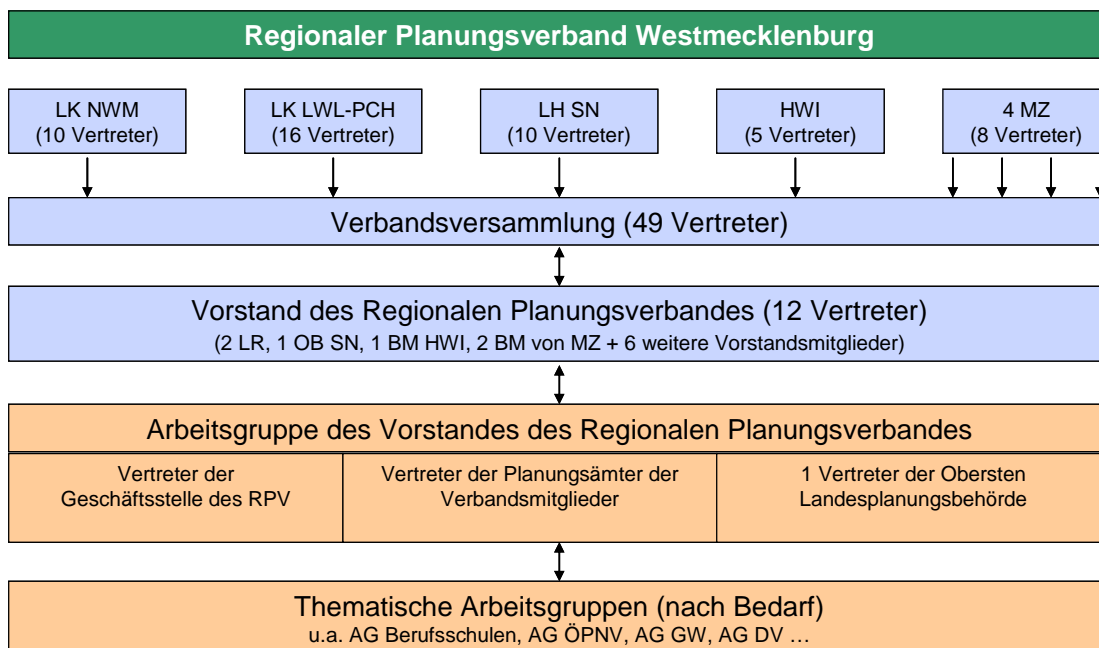 Regionaler Planungsverband Westmecklenburg
LK NWM
(10 Vertreter)
LK LWL-PCH
(16 Vertreter)
LH SN
(10 Vertreter)
HWI
(5 Vertreter)
4 MZ
(8 Vertreter)
Verbandsversammlung (49 Vertreter)
Vorstand des Regionalen Planungsverbandes (12 Vertreter)
(2 LR, 1 OB SN, 1 BM HWI, 2 BM von MZ + 6 weitere Vorstandsmitglieder)
Arbeitsgruppe des Vorstandes des Regionalen Planungsverbandes
Vertreter der
Geschäftsstelle des RPV
Vertreter der Planungsämter der
Verbandsmitglieder
1 Vertreter der Obersten
Landesplanungsbehörde
Thematische Arbeitsgruppen (nach Bedarf)
u.a. AG Berufsschulen, AG ÖPNV, AG GW, AG DV ...